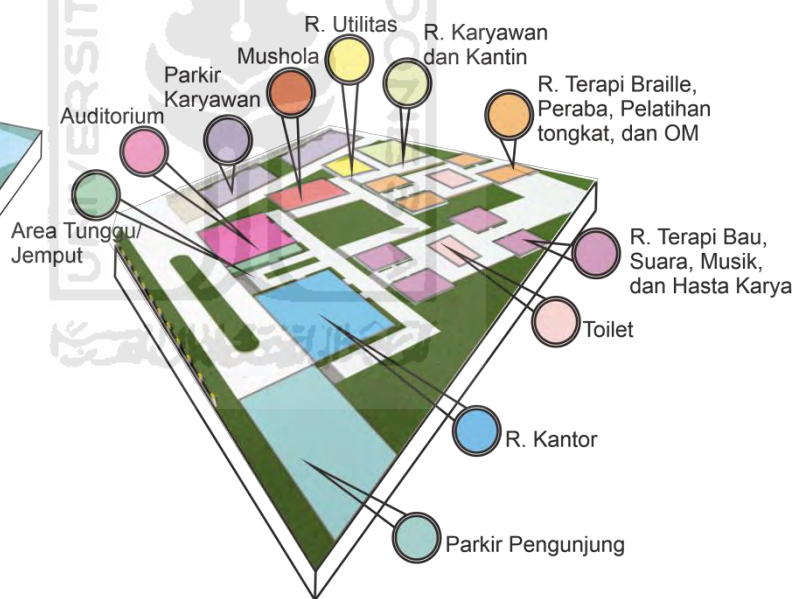 R. Utilitas
R. Karyawan
dan Kantin
Mushola
Parkir
Karyawan
R. Terapi Braille,
Peraba, Pelatihan
tongkat, dan OM
Auditorium
Area Tunggu/
Jemput
R. Terapi Bau,
Suara, Musik,
dan Hasta Karya
Toilet
R. Kantor
Parkir Pengunjung